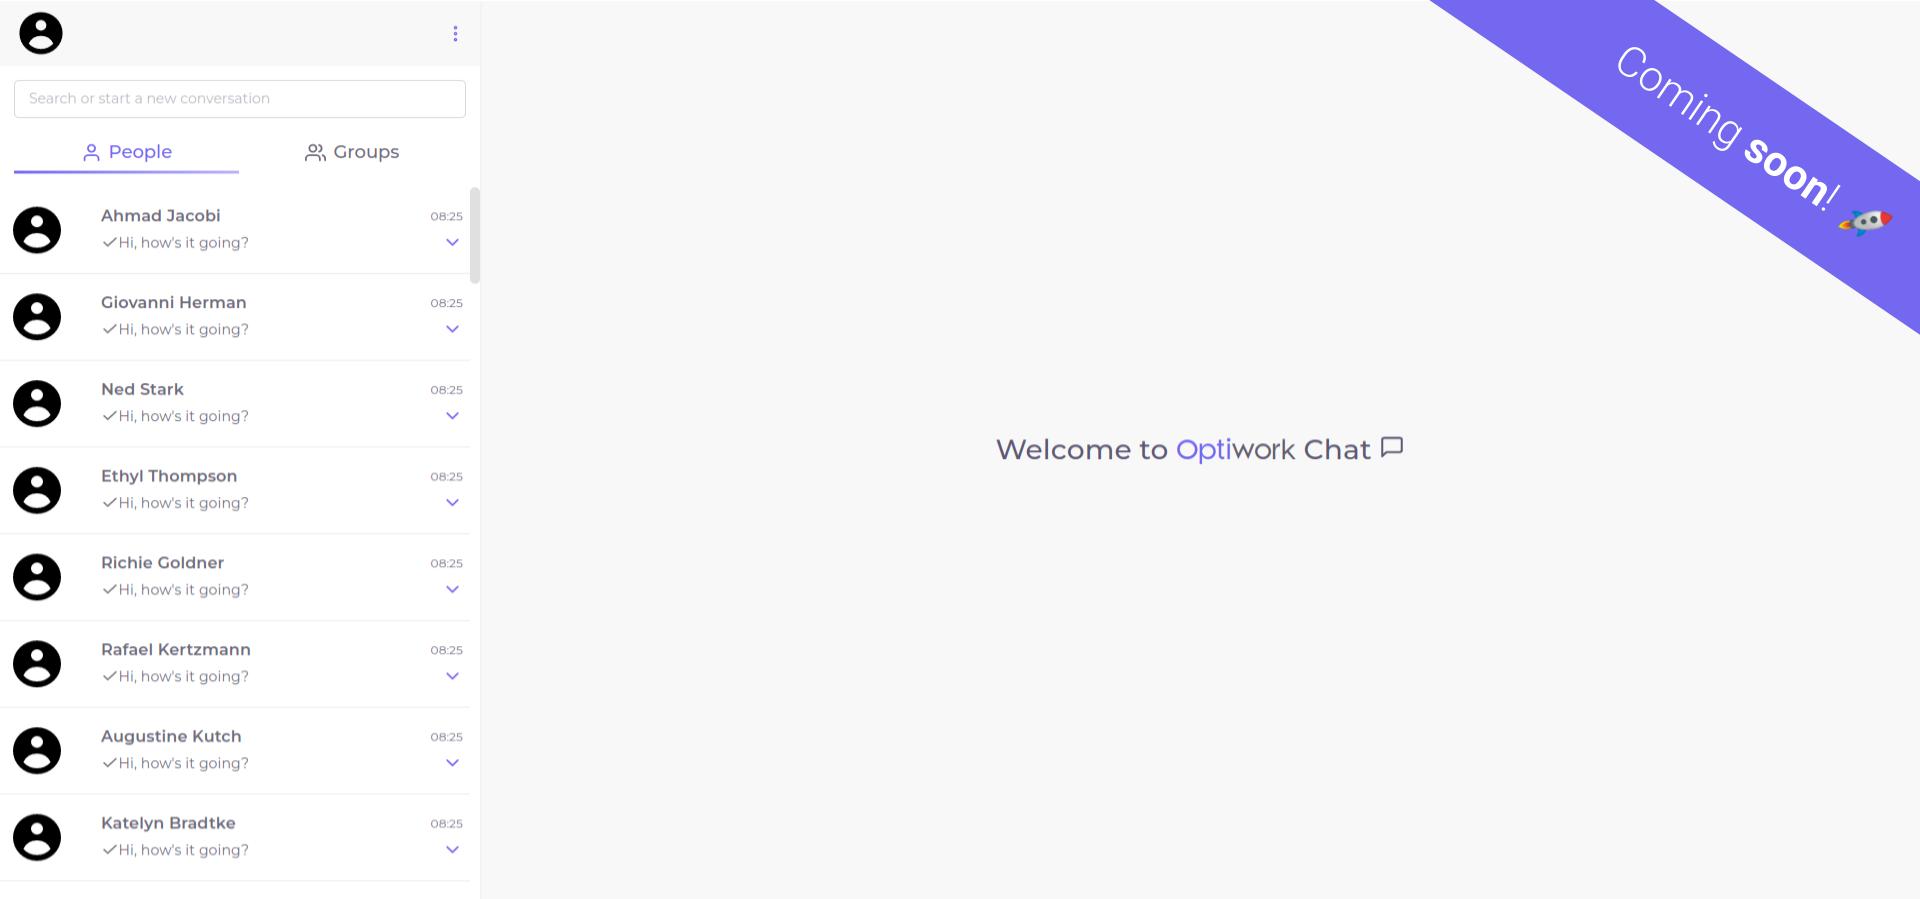 Search or start a new conversation
People
Groups
Ahmad Jacobi
08:25
Hi, how's it going?
Giovanni Herman
08:25
Hi, how's it going?
Ned Stark
08:25
Hi, how's it going?
Ethyl Thompson
08:25
Hi, how's it going?
Richie Goldner
08:25
Hi, how's it going?
Rafael Kertzmann
08:25
Hi, how's it going?
Augustine Kutch
08:25
Hi, how's it going?
Katelyn Bradtke
08:25
Hi, how's it going?
Welcome to Optiwork Chat
Coming soon! 🚀